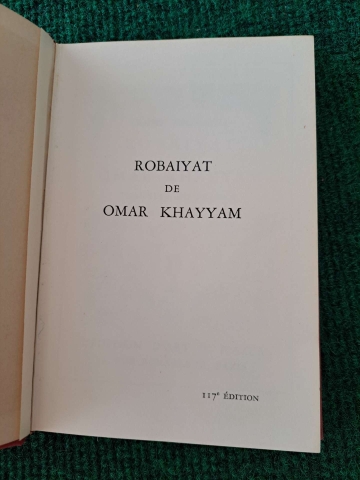 ROBAIYAT
DE
OMAR KHAYYAM
117ᵉ ÉDITION